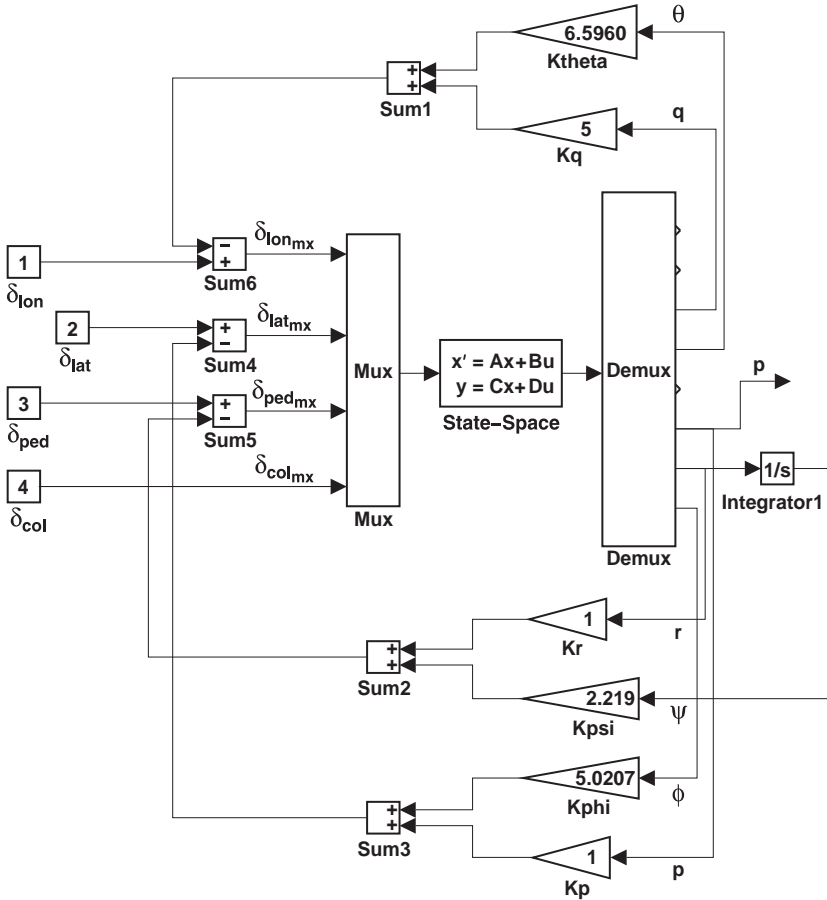 6.5960
θ
Ktheta
+
+
Sum1
5
q
Kq
1
δlon
−
+
Sum6
δlonmx
2
δlat
+
−
Sum4
δlatmx
3
δped
+
−
Sum5
δpedmx
4
δcol
δcolmx
Mux
Mux
x′ = Ax+Bu
y = Cx+Du
State−Space
Demux
Demux
p
1/s
Integrator1
1
r
Kr
+
+
Sum2
2.219
ψ
Kpsi
5.0207
ϕ
Kphi
+
+
Sum3
1
p
Kp